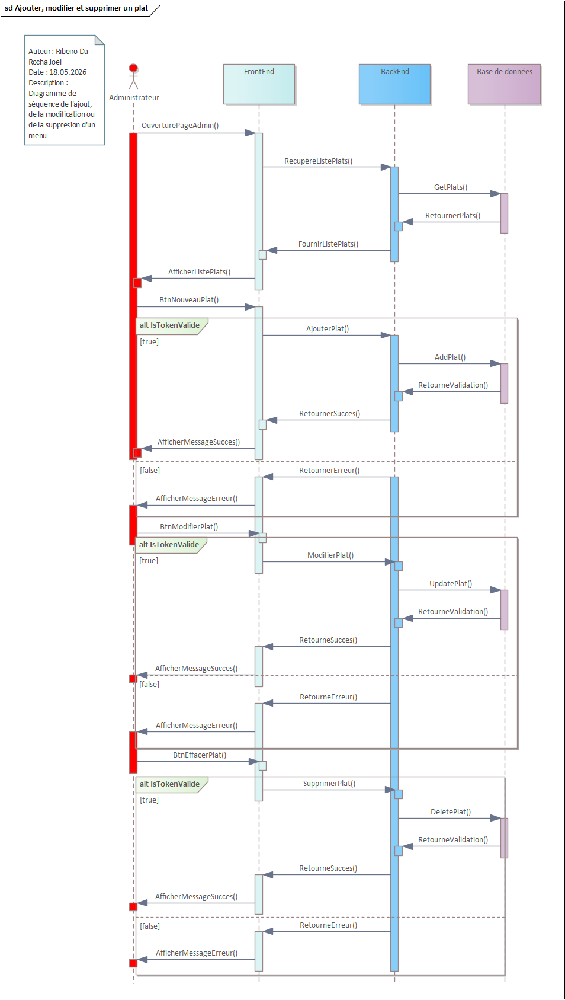 sd Ajouter, modifier et supprimer un plat
Auteur : Ribeiro Da
Rocha Joel
Date : 18.05.2026
Description :
Diagramme de
séquence de l'ajout,
de la modification ou
de la suppresion d'un
menu
Administrateur
FrontEnd
BackEnd
Base de données
OuverturePageAdmin()
RecupèreListePlats()
GetPlats()
RetournerPlats()
FournirListePlats()
AfficherListePlats()
BtnNouveauPlat()
alt IsTokenValide
AjouterPlat()
[true]
AddPlat()
RetourneValidation()
RetournerSucces()
AfficherMessageSucces()
[false]
RetournerErreur()
AfficherMessageErreur()
BtnModifierPlat()
alt IsTokenValide
ModifierPlat()
[true]
UpdatePlat()
RetourneValidation()
RetourneSucces()
AfficherMessageSucces()
[false]
RetourneErreur()
AfficherMessageErreur()
BtnEffacerPlat()
alt IsTokenValide
SupprimerPlat()
[true]
DeletePlat()
RetourneValidation()
RetourneSucces()
AfficherMessageSucces()
[false]
RetourneErreur()
AfficherMessageErreur()